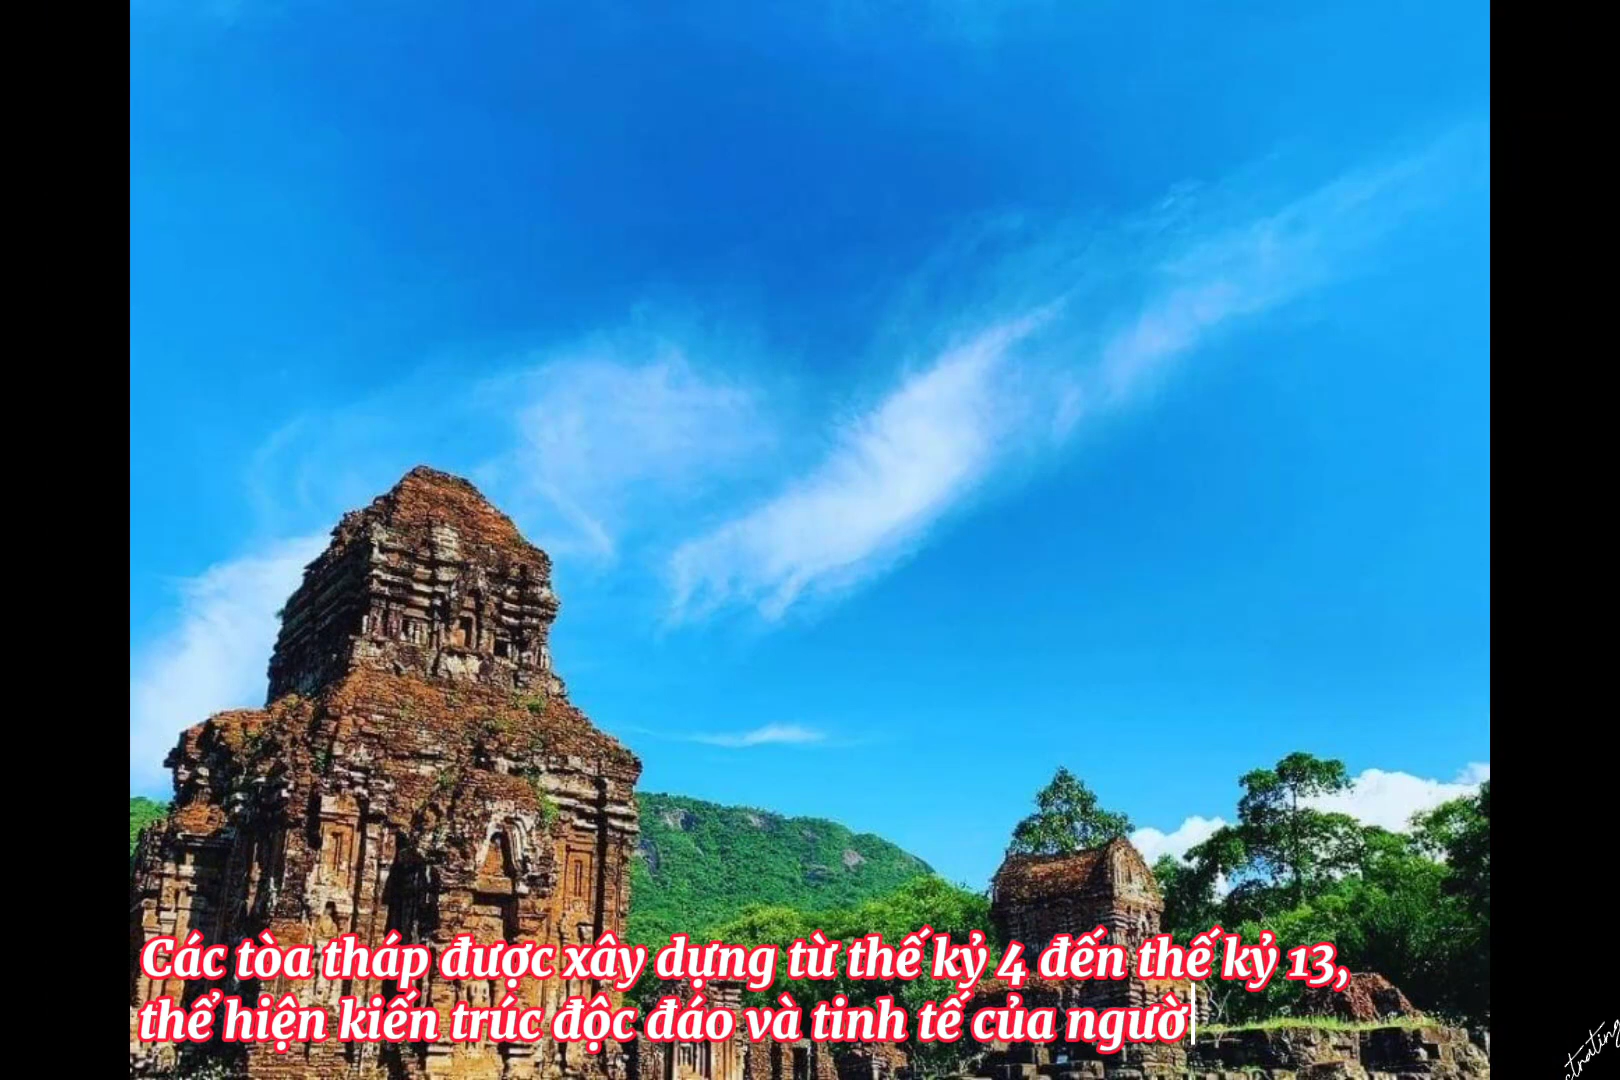 Các tòa tháp được xây dựng từ thế kỷ 4 đến thế kỷ 13,
thể hiện kiến trúc độc đáo và tinh tế của ngườ